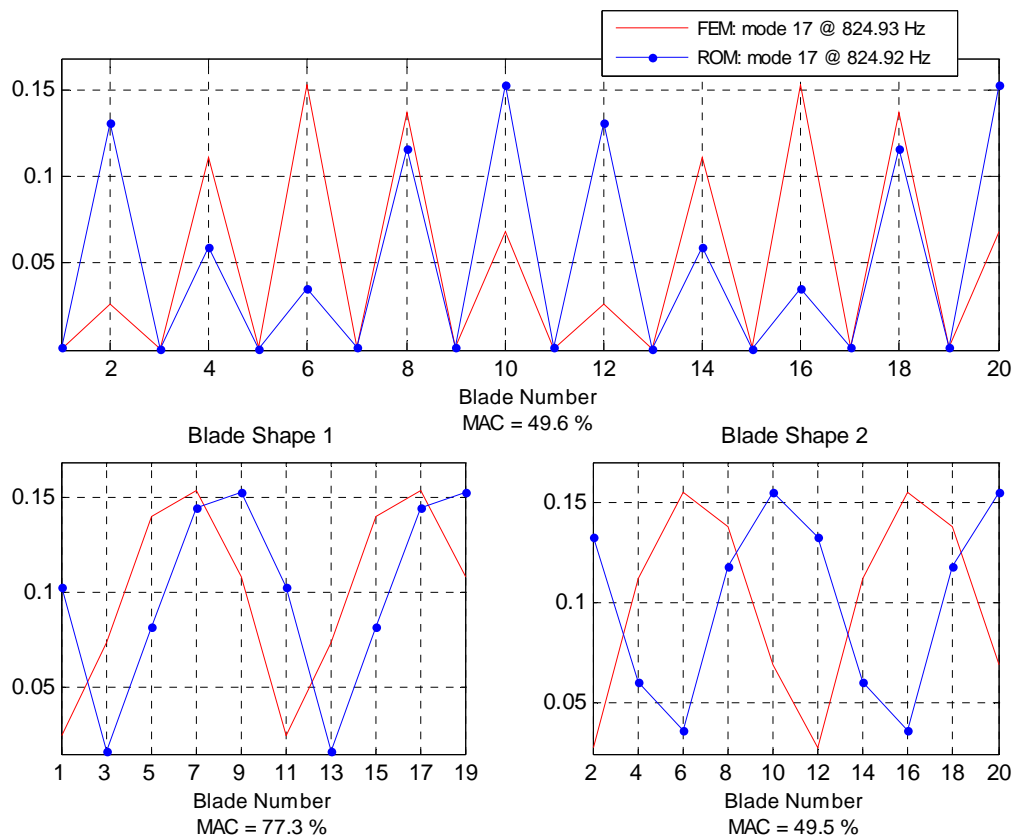 FEM: mode 17 @ 824.93 Hz
ROM: mode 17 @ 824.92 Hz
0.15
0.1
0.05
2 4 6 8 10 12 14 16 18 20
Blade Number
MAC = 49.6 %
Blade Shape 1
0.15
0.1
0.05
1 3 5 7 9 11 13 15 17 19
Blade Number
MAC = 77.3 %
Blade Shape 2
0.15
0.1
0.05
2 4 6 8 10 12 14 16 18 20
Blade Number
MAC = 49.5 %